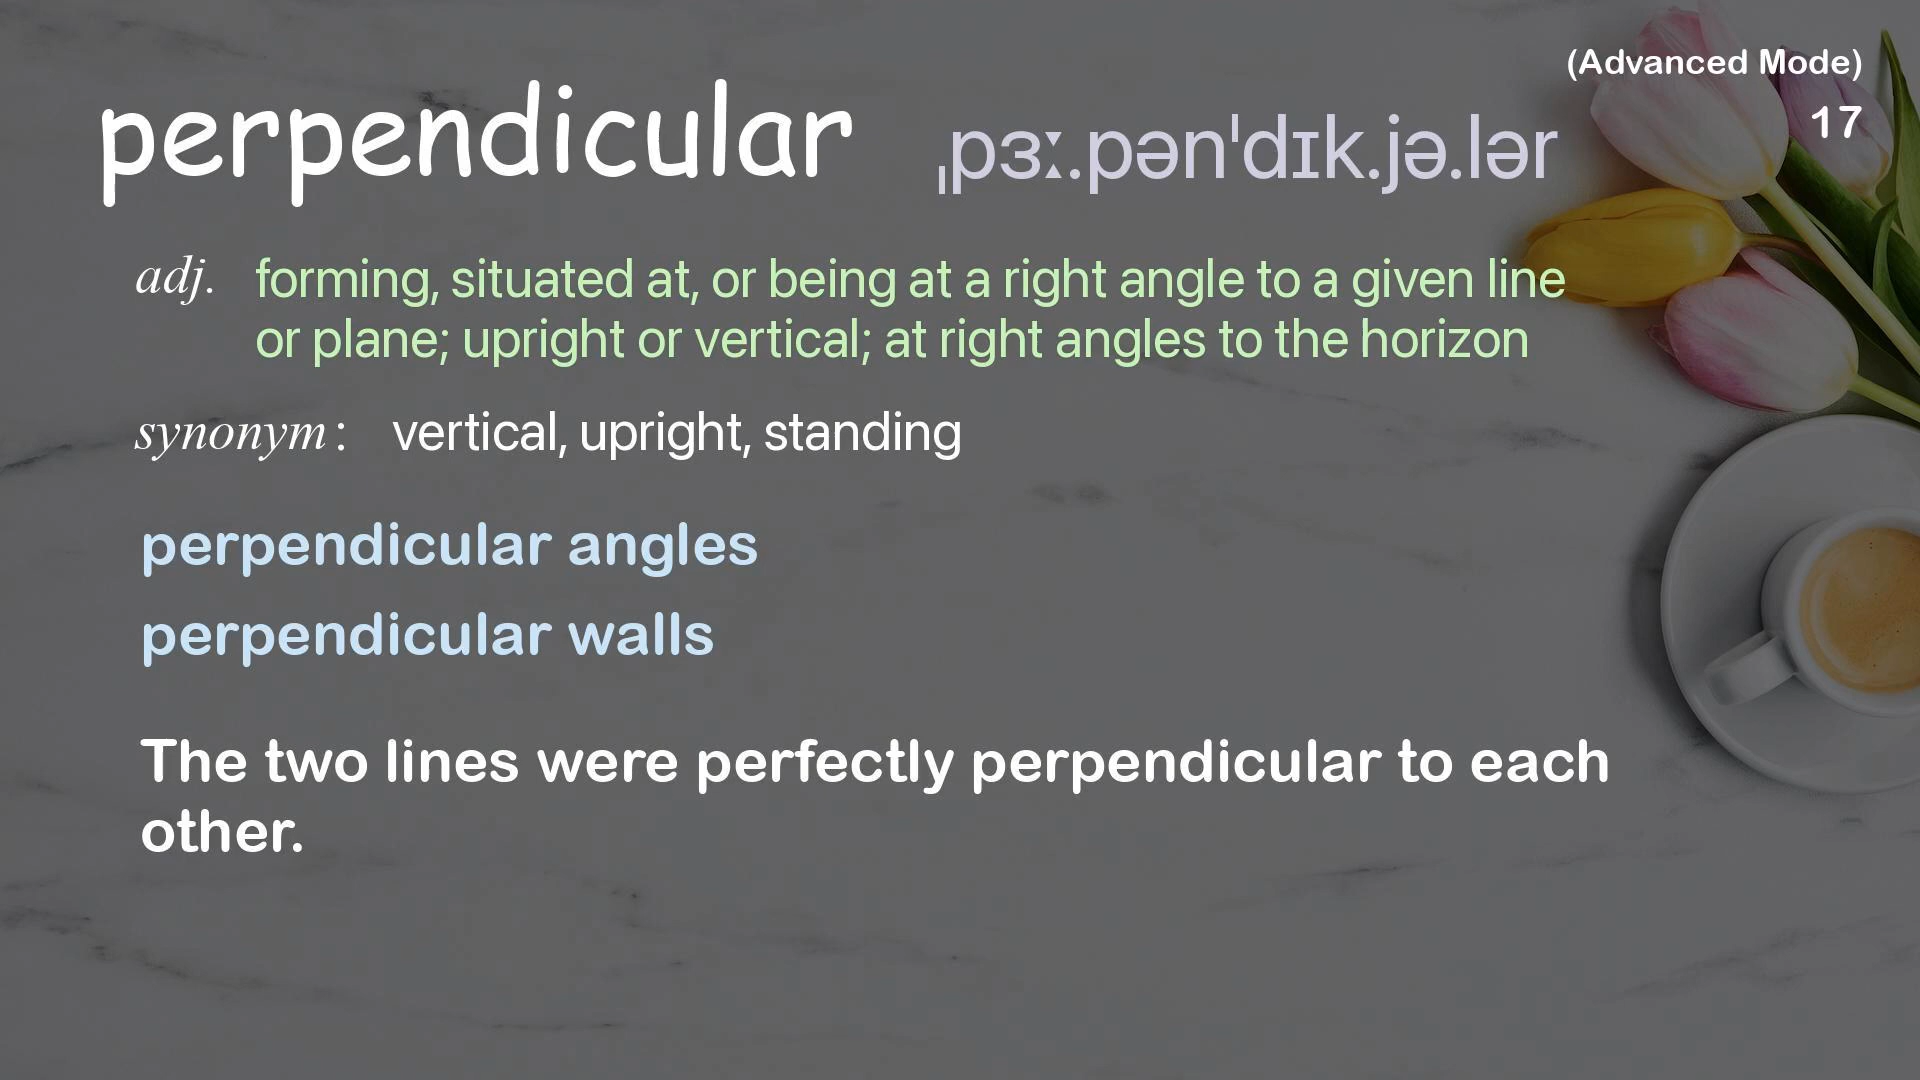 (Advanced Mode)
perpendicular ˌpɜː.pənˈdɪk.jə.lər
17
adj. forming, situated at, or being at a right angle to a given line
or plane; upright or vertical; at right angles to the horizon
synonym: vertical, upright, standing
perpendicular angles
perpendicular walls
The two lines were perfectly perpendicular to each
other.